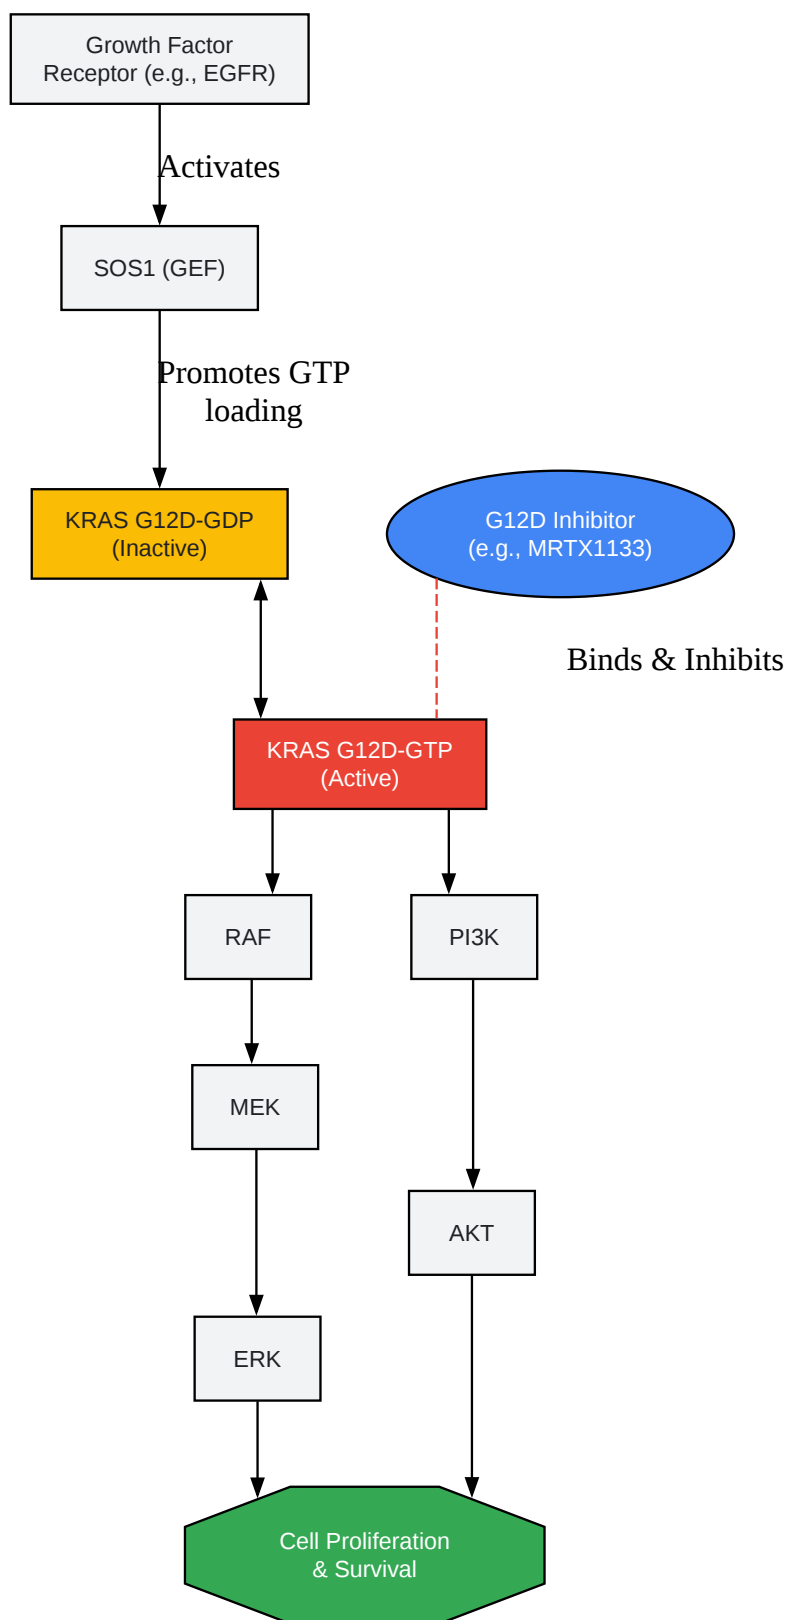 Growth Factor
Receptor (e.g., EGFR)
Activates
SOS1 (GEF)
Promotes GTP
loading
KRAS G12D-GDP
(Inactive)
G12D Inhibitor
(e.g., MRTX1133)
Binds & Inhibits
KRAS G12D-GTP
(Active)
RAF
PI3K
MEK
AKT
ERK
Cell Proliferation
& Survival